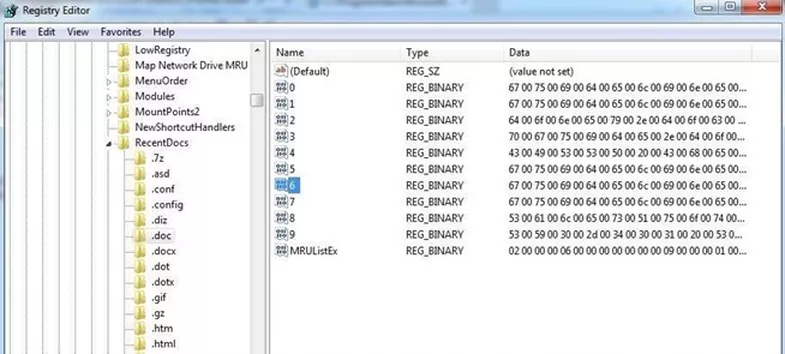 Registry Editor
File Edit View Favorites Help
LowRegistry
Map Network Drive MRU
MenuOrder
Modules
MountPoints2
NewShortcutHandlers
RecentDocs
.7z
.asd
.conf
.config
.diz
.doc
.docx
.dot
.dotx
.gif
.gz
.htm
.html
Name Type Data
(Default) REG_SZ (value not set)
0 REG_BINARY 67 00 75 00 69 00 64 00 65 00 6c 00 69 00 6e 00 65 00...
1 REG_BINARY 67 00 75 00 69 00 64 00 65 00 6c 00 69 00 6e 00 65 00...
2 REG_BINARY 64 00 6f 00 6e 00 65 00 79 00 2e 00 64 00 6f 00 63 00 ...
3 REG_BINARY 70 00 67 00 75 00 69 00 64 00 65 00 2e 00 64 00 6f 00...
4 REG_BINARY 43 00 49 00 53 00 53 00 50 00 20 00 43 00 68 00 65 00...
5 REG_BINARY 67 00 75 00 69 00 64 00 65 00 6c 00 69 00 6e 00 65 00...
6 REG_BINARY 67 00 75 00 69 00 64 00 65 00 6c 00 69 00 6e 00 65 00...
7 REG_BINARY 67 00 75 00 69 00 64 00 65 00 6c 00 69 00 6e 00 65 00...
8 REG_BINARY 53 00 61 00 6c 00 65 00 73 00 51 00 75 00 6f 00 74 00...
9 REG_BINARY 53 00 59 00 30 00 2d 00 34 00 30 00 31 00 20 00 53 0...
MRUListEx REG_BINARY 02 00 00 00 06 00 00 00 00 00 00 00 09 00 00 00 01 00...